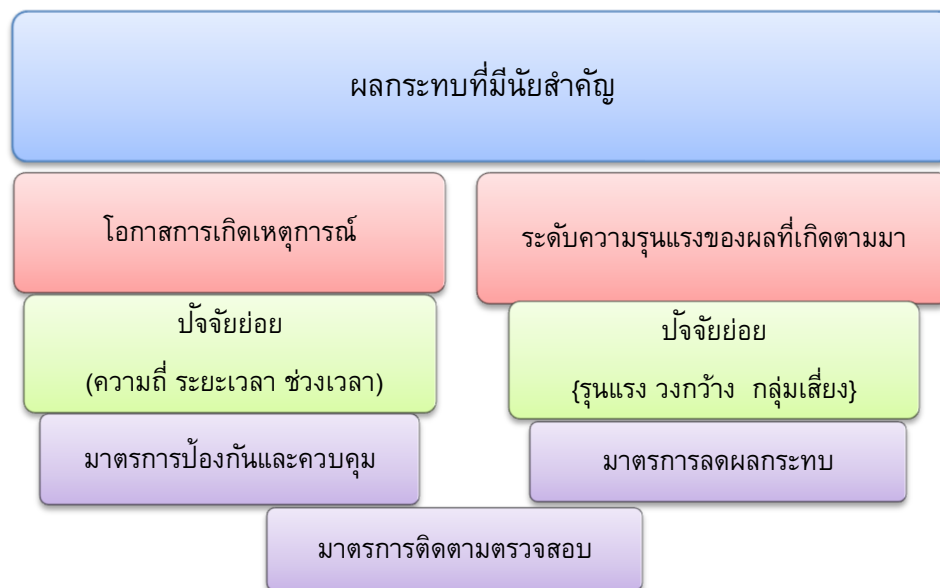 ผลกระทบที่มีนัยสำคัญ
โอกาสการเกิดเหตุการณ์
ระดับความรุนแรงของผลที่เกิดตามมา
ปัจจัยย่อย
(ความถี่ ระยะเวลา ช่วงเวลา)
ปัจจัยย่อย
{รุนแรง วงกว้าง กลุ่มเสี่ยง}
มาตรการป้องกันและควบคุม
มาตรการลดผลกระทบ
มาตรการติดตามตรวจสอบ